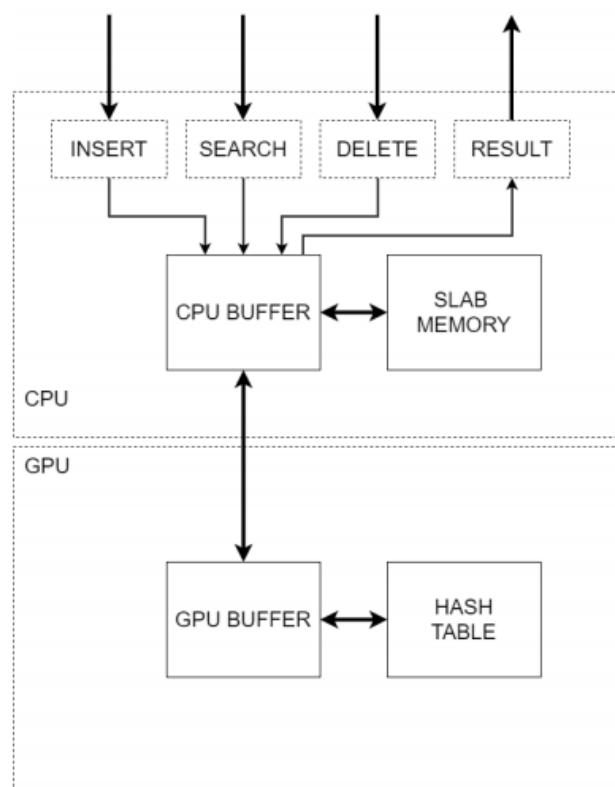 INSERT
SEARCH
DELETE
RESULT
CPU BUFFER
SLAB
MEMORY
CPU
GPU
GPU BUFFER
HASH
TABLE